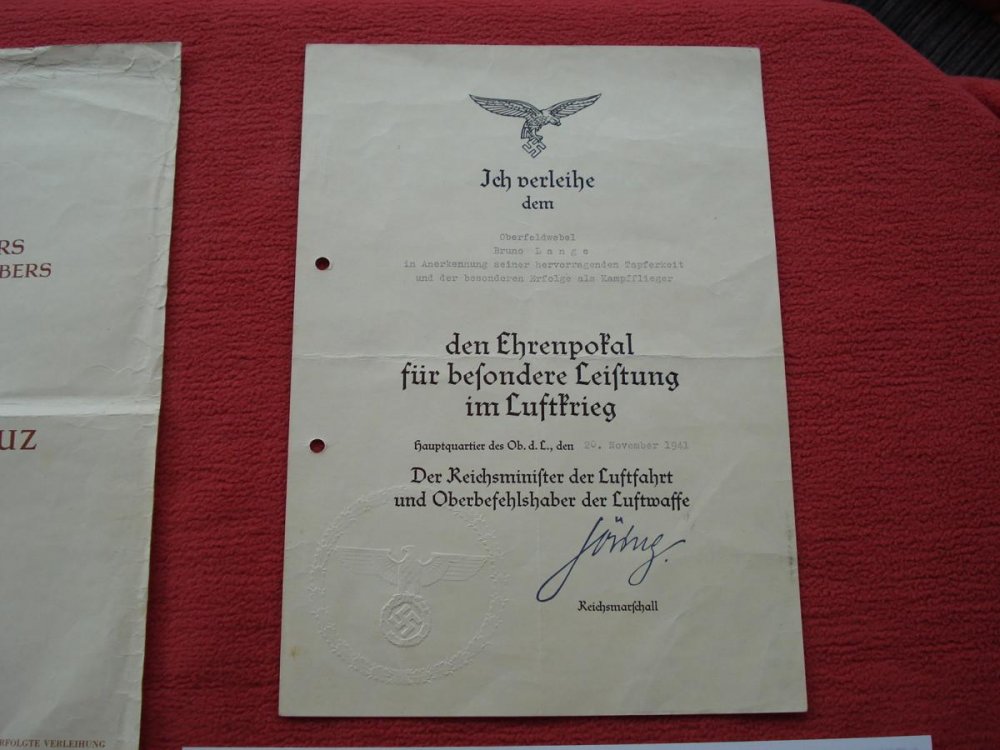 RS
BERS
UZ
RFOLGTE VERLEIHUNG
Ich verleihe
dem
Oberfeldwebel
Bruno L a n g e
in Anerkennung seiner hervorragenden Tapferkeit
und der besonderen Erfolge als Kampfflieger
den Ehrenpokal
für beſondere Leiſtung
im Luftkrieg
Hauptquartier des Ob. d. L., den 20. November 1941
Der Reichsminiſter der Luftfahrt
und Oberbefehlshaber der Luftwaffe
Göring.
Reichsmarſchall